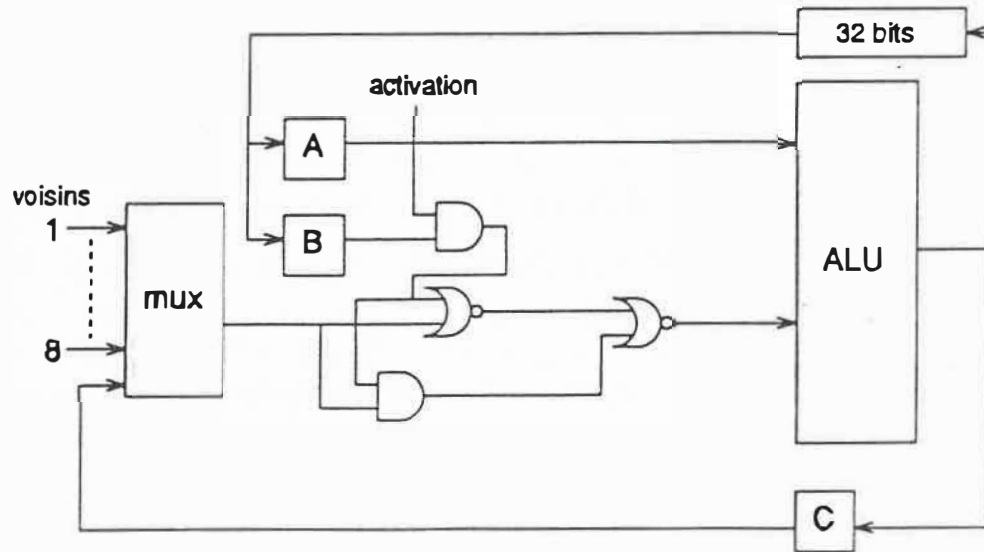 32 bits
activation
A
voisins
1
B
mux
ALU
8
C